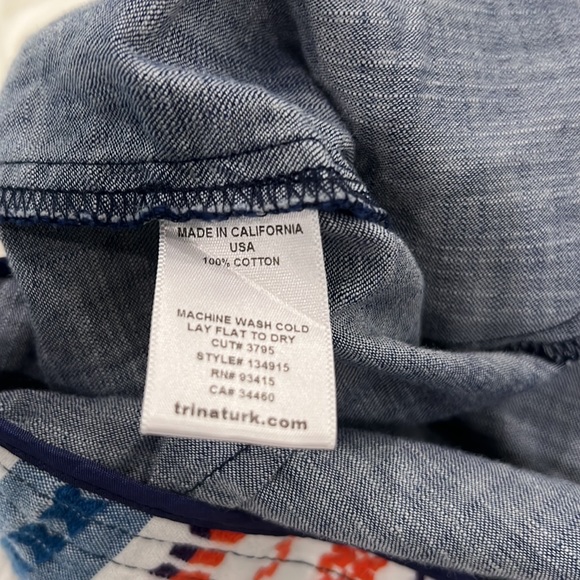 MADE IN CALIFORNIA
USA
100% COTTON
MACHINE WASH COLD
LAY FLAT TO DRY
CUT# 3795
STYLE# 134915
RN# 93415
CA# 34460
trinaturk.com